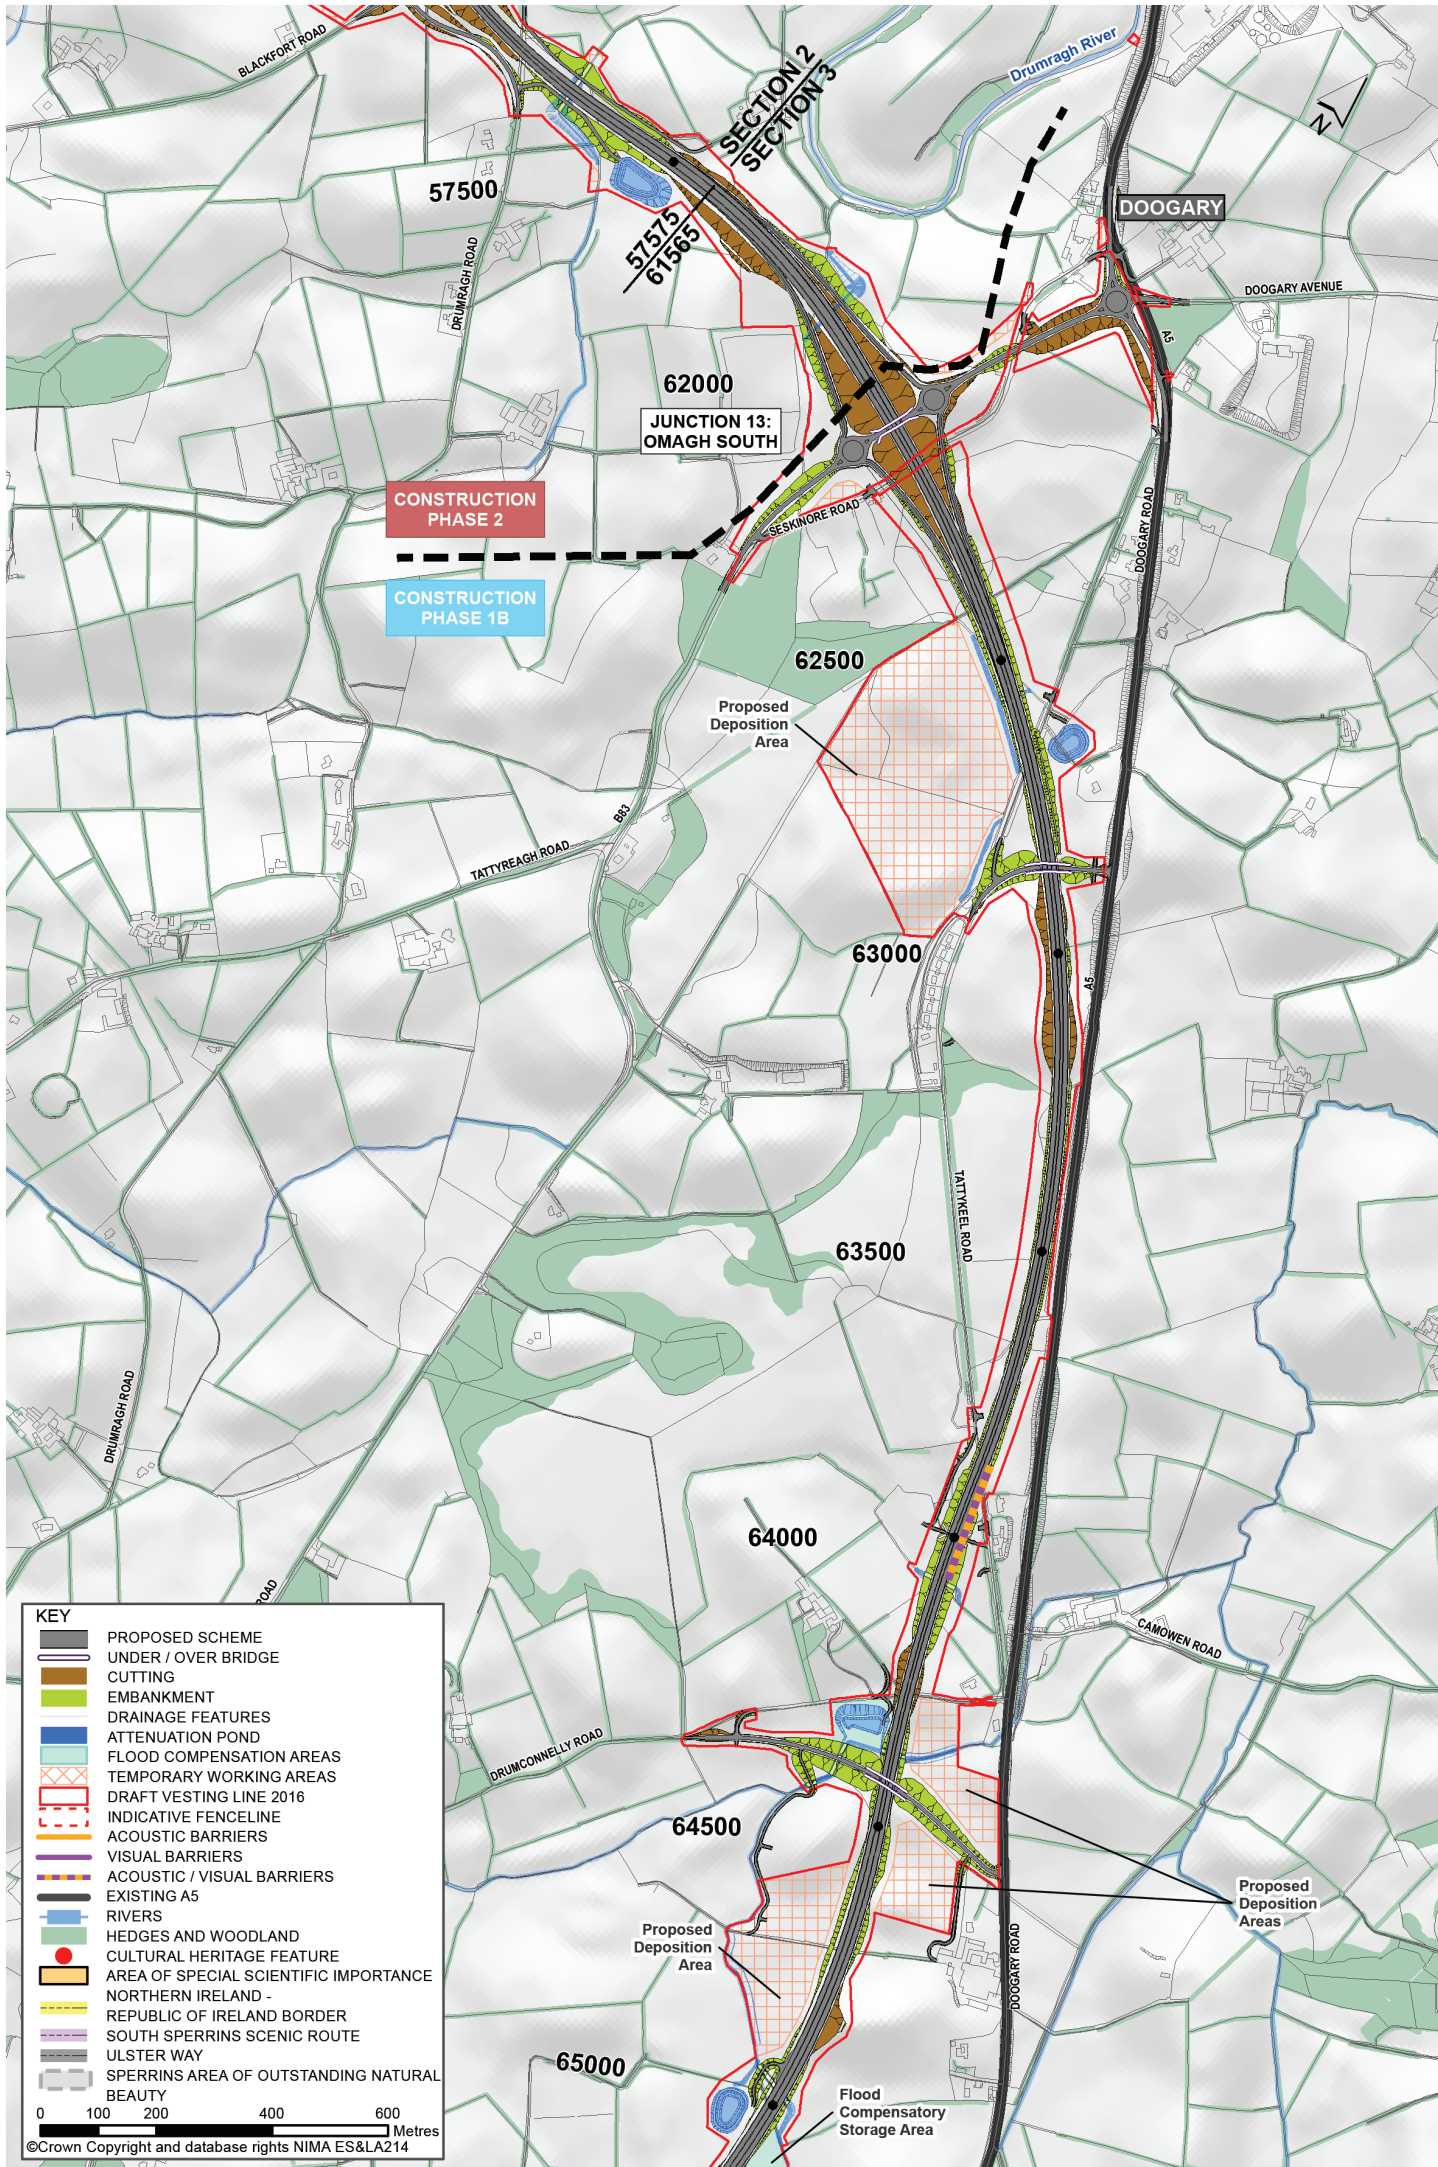 BLACKFORT ROAD
Drumragh River
SECTION 2
SECTION 3
N
57500
DOOGARY
57575
61565
DRUMRAGH ROAD
DOOGARY AVENUE
A5
62000
JUNCTION 13:
OMAGH SOUTH
CONSTRUCTION
PHASE 2
SESKINORE ROAD
DOOGARY ROAD
CONSTRUCTION
PHASE 1B
62500
Proposed
Deposition
Area
B83
TATTYREAGH ROAD
63000
A5
TATTYKEEL ROAD
63500
DRUMRAGH ROAD
64000
ROAD
CAMOWEN ROAD
DRUMCONNELLY ROAD
64500
Proposed
Deposition
Areas
Proposed
Deposition
Area
DOOGARY ROAD
65000
Flood
Compensatory
Storage Area
KEY
PROPOSED SCHEME
UNDER / OVER BRIDGE
CUTTING
EMBANKMENT
DRAINAGE FEATURES
ATTENUATION POND
FLOOD COMPENSATION AREAS
TEMPORARY WORKING AREAS
DRAFT VESTING LINE 2016
INDICATIVE FENCELINE
ACOUSTIC BARRIERS
VISUAL BARRIERS
ACOUSTIC / VISUAL BARRIERS
EXISTING A5
RIVERS
HEDGES AND WOODLAND
CULTURAL HERITAGE FEATURE
AREA OF SPECIAL SCIENTIFIC IMPORTANCE
NORTHERN IRELAND -
REPUBLIC OF IRELAND BORDER
SOUTH SPERRINS SCENIC ROUTE
ULSTER WAY
SPERRINS AREA OF OUTSTANDING NATURAL
BEAUTY
0 100 200 400 600
Metres
©Crown Copyright and database rights NIMA ES&LA214